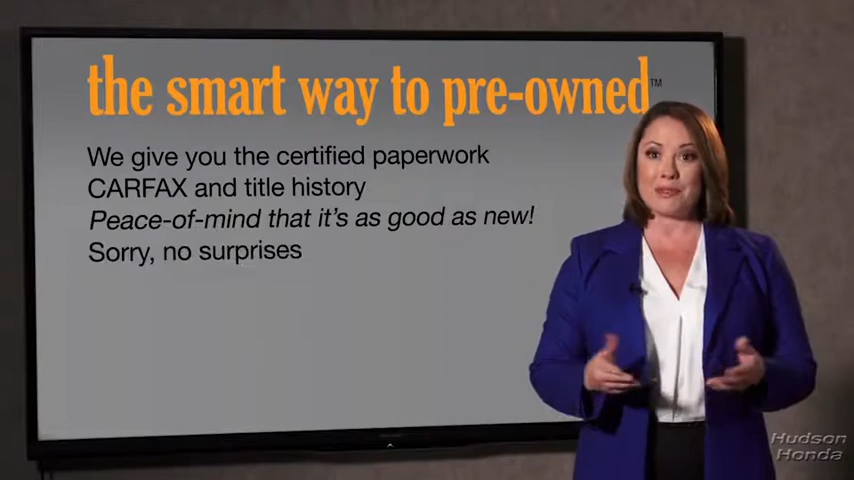 the smart way to pre-owned™
We give you the certified paperwork
CARFAX and title history
Peace-of-mind that it's as good as new!
Sorry, no surprises
Hudson
Honda